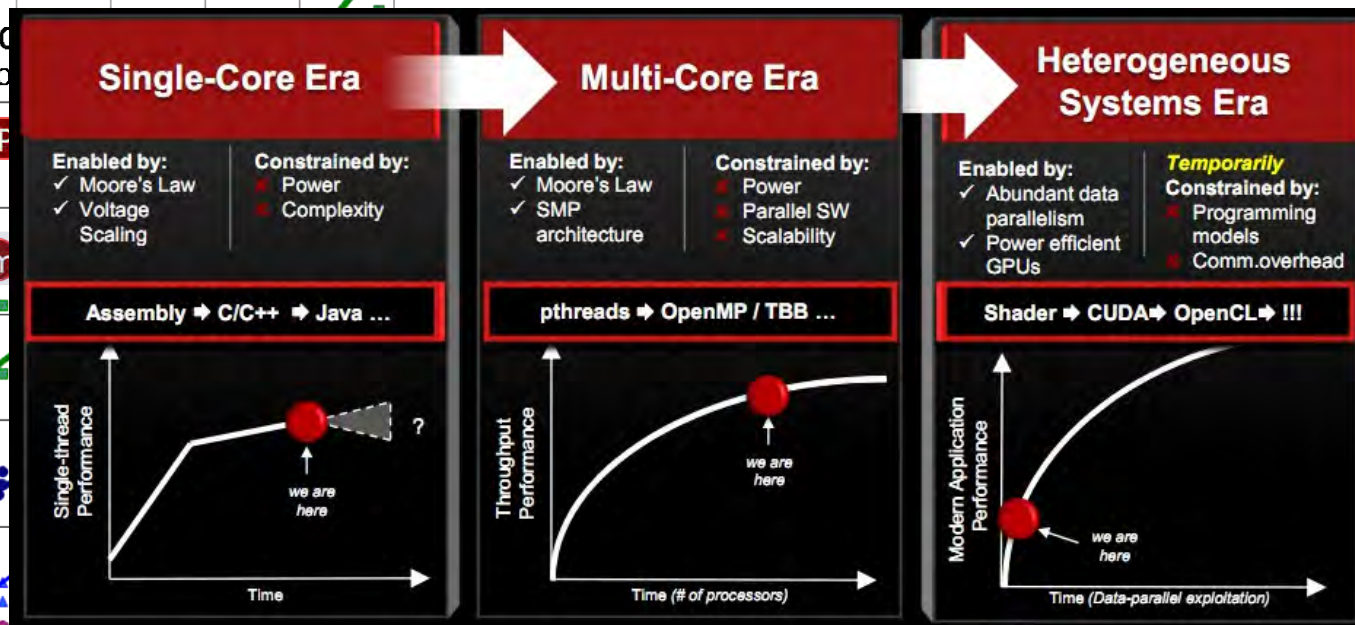 Single-Core Era
Enabled by:
✓ Moore's Law
✓ Voltage
Scaling
Constrained by:
Power
Complexity
Assembly ➔ C/C++ ➔ Java ...
Single-thread
Performance
we are
here
?
Time
Multi-Core Era
Enabled by:
✓ Moore's Law
✓ SMP
architecture
Constrained by:
Power
Parallel SW
Scalability
pthreads ➔ OpenMP / TBB ...
Throughput
Performance
we are
here
Time (# of processors)
Heterogeneous
Systems Era
Enabled by:
✓ Abundant data
parallelism
✓ Power efficient
GPUs
Temporarily
Constrained by:
Programming
models
Comm.overhead
Shader ➔ CUDA➔ OpenCL➔ !!!
Modern Application
Performance
we are
here
Time (Data-parallel exploitation)